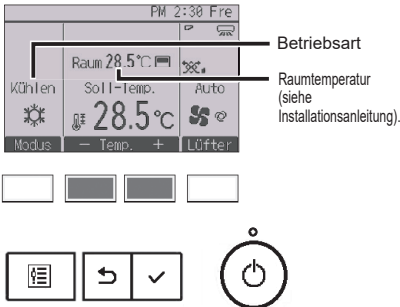 PM 2:30 Fre
Betriebsart
Raum 28.5°C
Raumtemperatur
(siehe
Installationsanleitung).
Kühlen
Soll-Temp.
Auto
28.5°C
Modus
− Temp. +
Lüfter